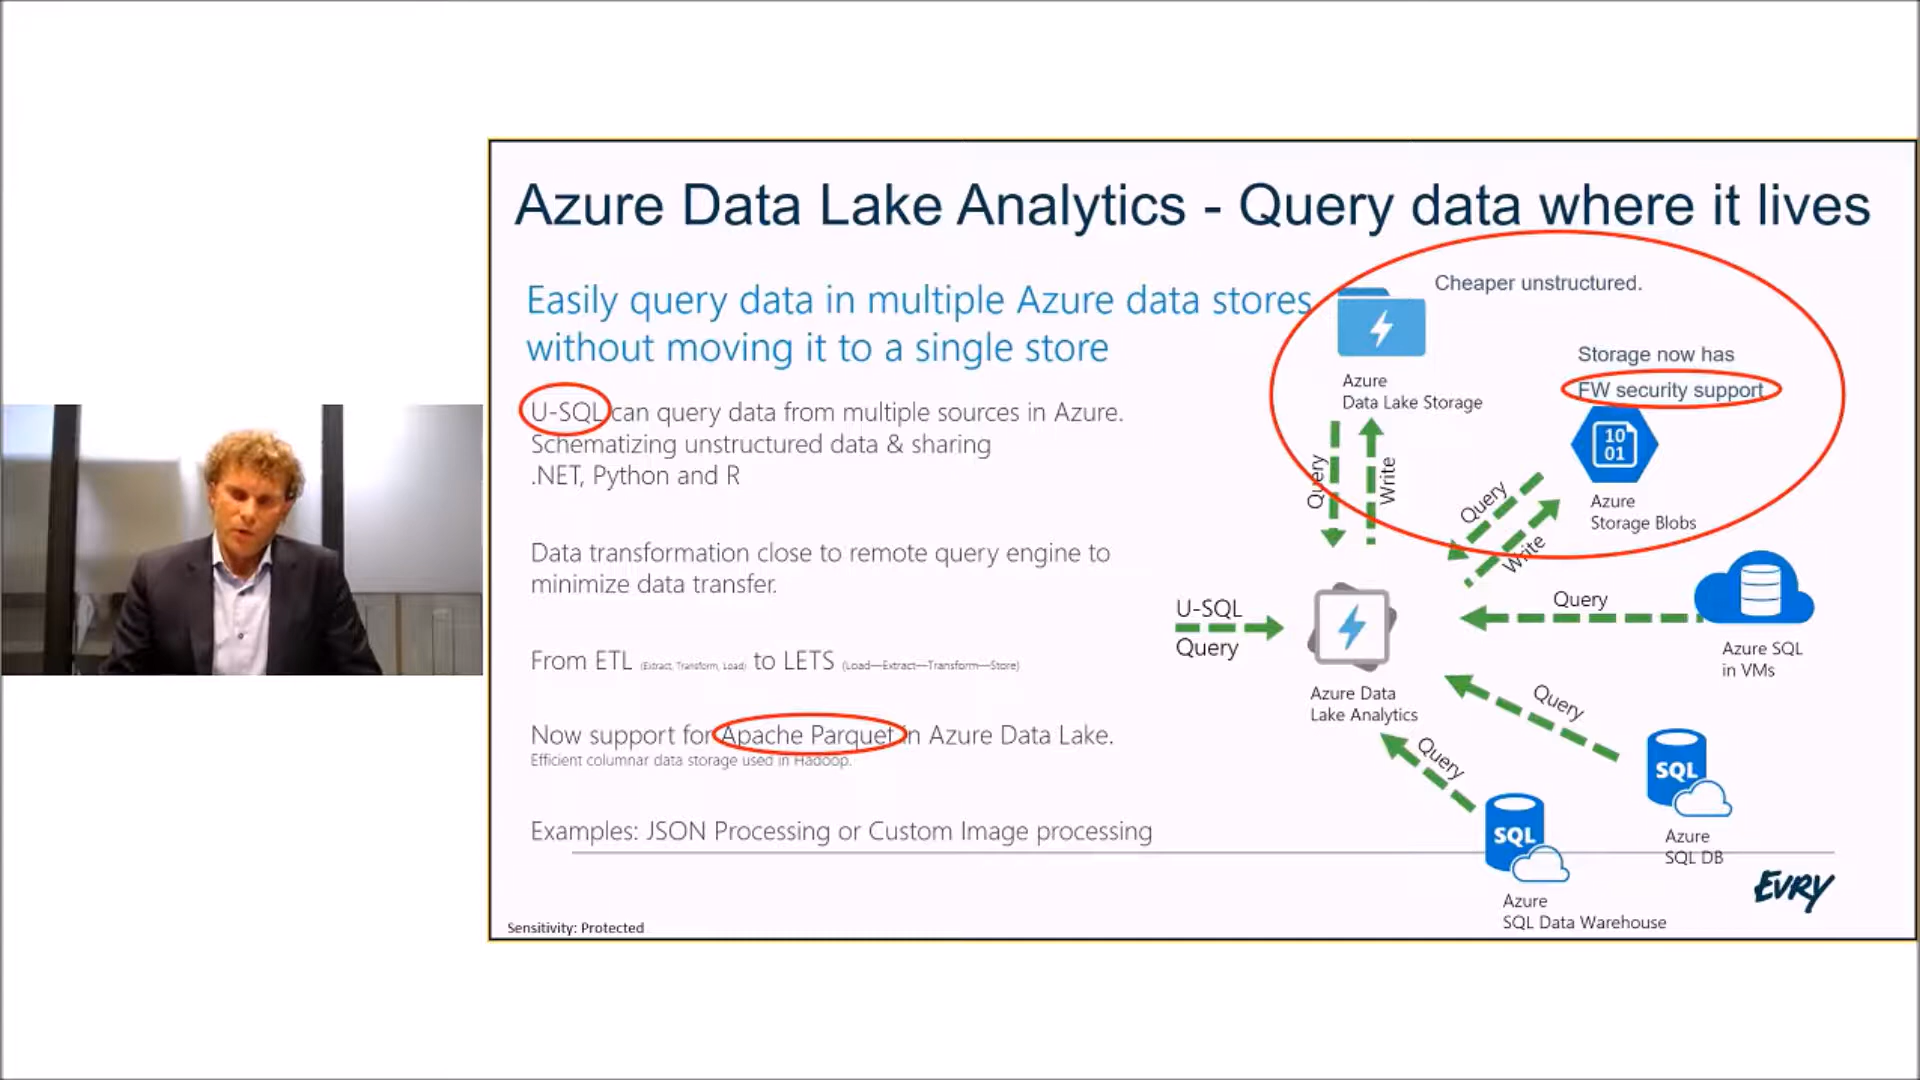 Azure Data Lake Analytics - Query data where it lives
Easily query data in multiple Azure data stores
without moving it to a single store
U-SQL can query data from multiple sources in Azure.
Schematizing unstructured data & sharing
.NET, Python and R
Data transformation close to remote query engine to
minimize data transfer.
From ETL (Extract, Transform, Load) to LETS (Load—Extract—Transform—Store)
Now support for Apache Parquet in Azure Data Lake.
Efficient columnar data storage used in Hadoop.
Examples: JSON Processing or Custom Image processing
Cheaper unstructured.
Storage now has
FW security support
Azure
Data Lake Storage
10
01
Azure
Storage Blobs
Query
Write
Query
Write
U-SQL
Query
Azure Data
Lake Analytics
Query
Azure SQL
in VMs
Query
SQL
Azure
SQL DB
Query
SQL
Azure
SQL Data Warehouse
EVRY
Sensitivity: Protected